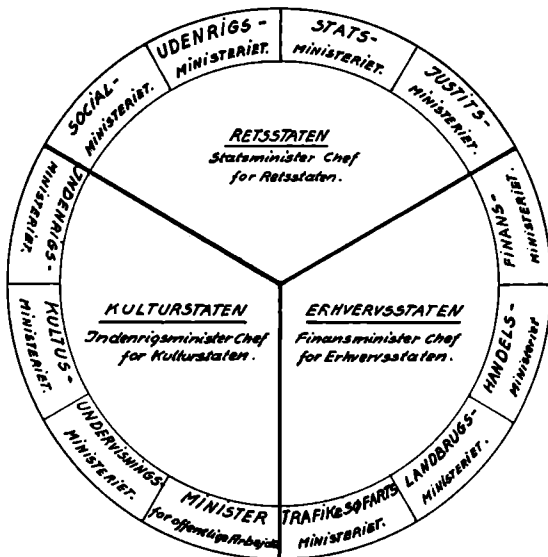 SOCIAL-
MINISTERIET.
UDENRIGS-
MINISTERIET.
STATS-
MINISTERIET.
JUSTITS-
MINISTERIET.
FINANS-
MINISTERIET.
HANDELS-
MINISTERIET
LANDBRUGS-
MINISTERIET.
TRAFIK & SØFARTS
MINISTERIET.
MINISTER
for offentlige Arbejde
UNDERVISNINGS-
MINISTERIET.
KULTUS-
MINISTERIET.
INDENRIGS-
MINISTERIET.
RETSSTATEN
Statsminister Chef
for Retsstaten.
KULTURSTATEN
Indenrigsminister Chef
for Kulturstaten.
ERHVERVSSTATEN
Finansminister Chef
for Erhvervsstaten.